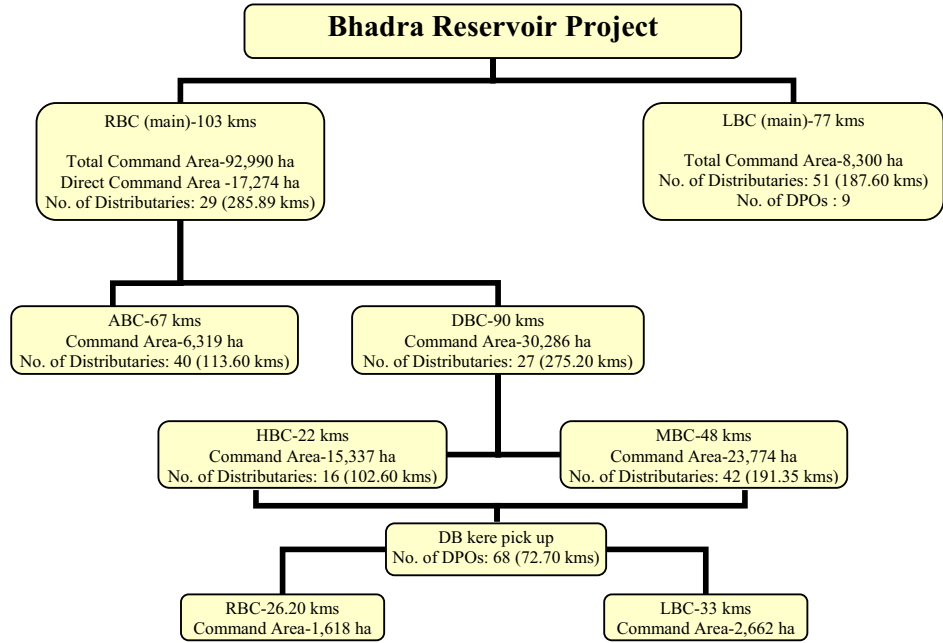 Bhadra Reservoir Project
RBC (main)-103 kms
Total Command Area-92,990 ha
Direct Command Area -17,274 ha
No. of Distributaries: 29 (285.89 kms)
LBC (main)-77 kms
Total Command Area-8,300 ha
No. of Distributaries: 51 (187.60 kms)
No. of DPOs : 9
ABC-67 kms
Command Area-6,319 ha
No. of Distributaries: 40 (113.60 kms)
DBC-90 kms
Command Area-30,286 ha
No. of Distributaries: 27 (275.20 kms)
HBC-22 kms
Command Area-15,337 ha
No. of Distributaries: 16 (102.60 kms)
MBC-48 kms
Command Area-23,774 ha
No. of Distributaries: 42 (191.35 kms)
DB kere pick up
No. of DPOs: 68 (72.70 kms)
RBC-26.20 kms
Command Area-1,618 ha
LBC-33 kms
Command Area-2,662 ha